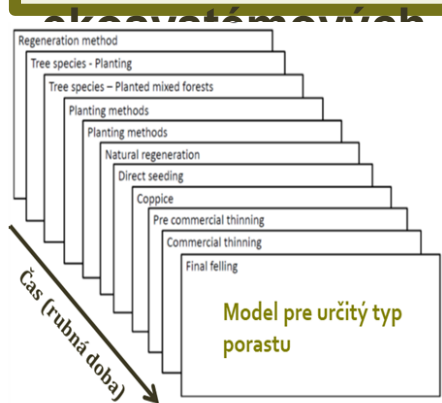 ekosystémových
Regeneration method
Tree species - Planting
Tree species – Planted mixed forests
Planting methods
Planting methods
Natural regeneration
Direct seeding
Coppice
Pre commercial thinning
Commercial thinning
Final felling
Model pre určitý typ
porastu
Čas (rubná doba)